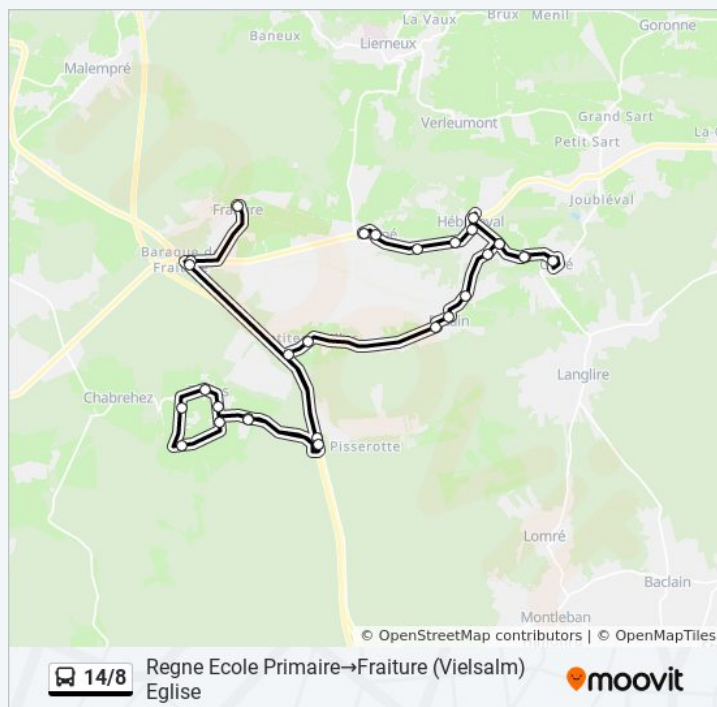 La Vaux
Brux
Menil
Goronne
Baneux
Lierneux
Malempré
Grand Sart
Verleumont
Petit Sart
Joubiéval
Baraque de
Chabrehez
Langlire
Pisserotte
Lomré
Baclain
Montleban
© OpenStreetMap contributors | © OpenMapTiles
14/8 Regne Ecole Primaire→Fraiture (Vielsalm)
Eglise
moovit